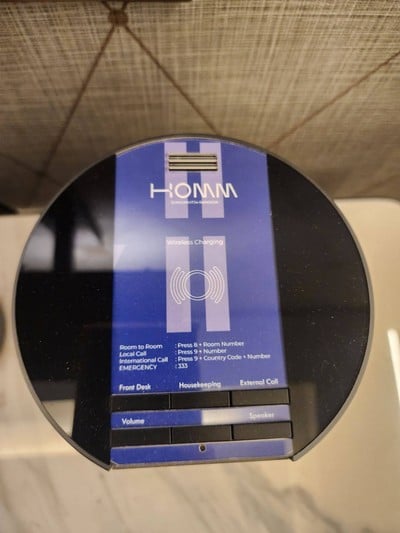 HOMM
Wireless Charging
Room to Room : Press 8 + Room Number
Local Call : Press 9 + Number
International Call : Press 9 + Country Code + Number
EMERGENCY : 333
Front Desk Housekeeping External Call
Volume Speaker